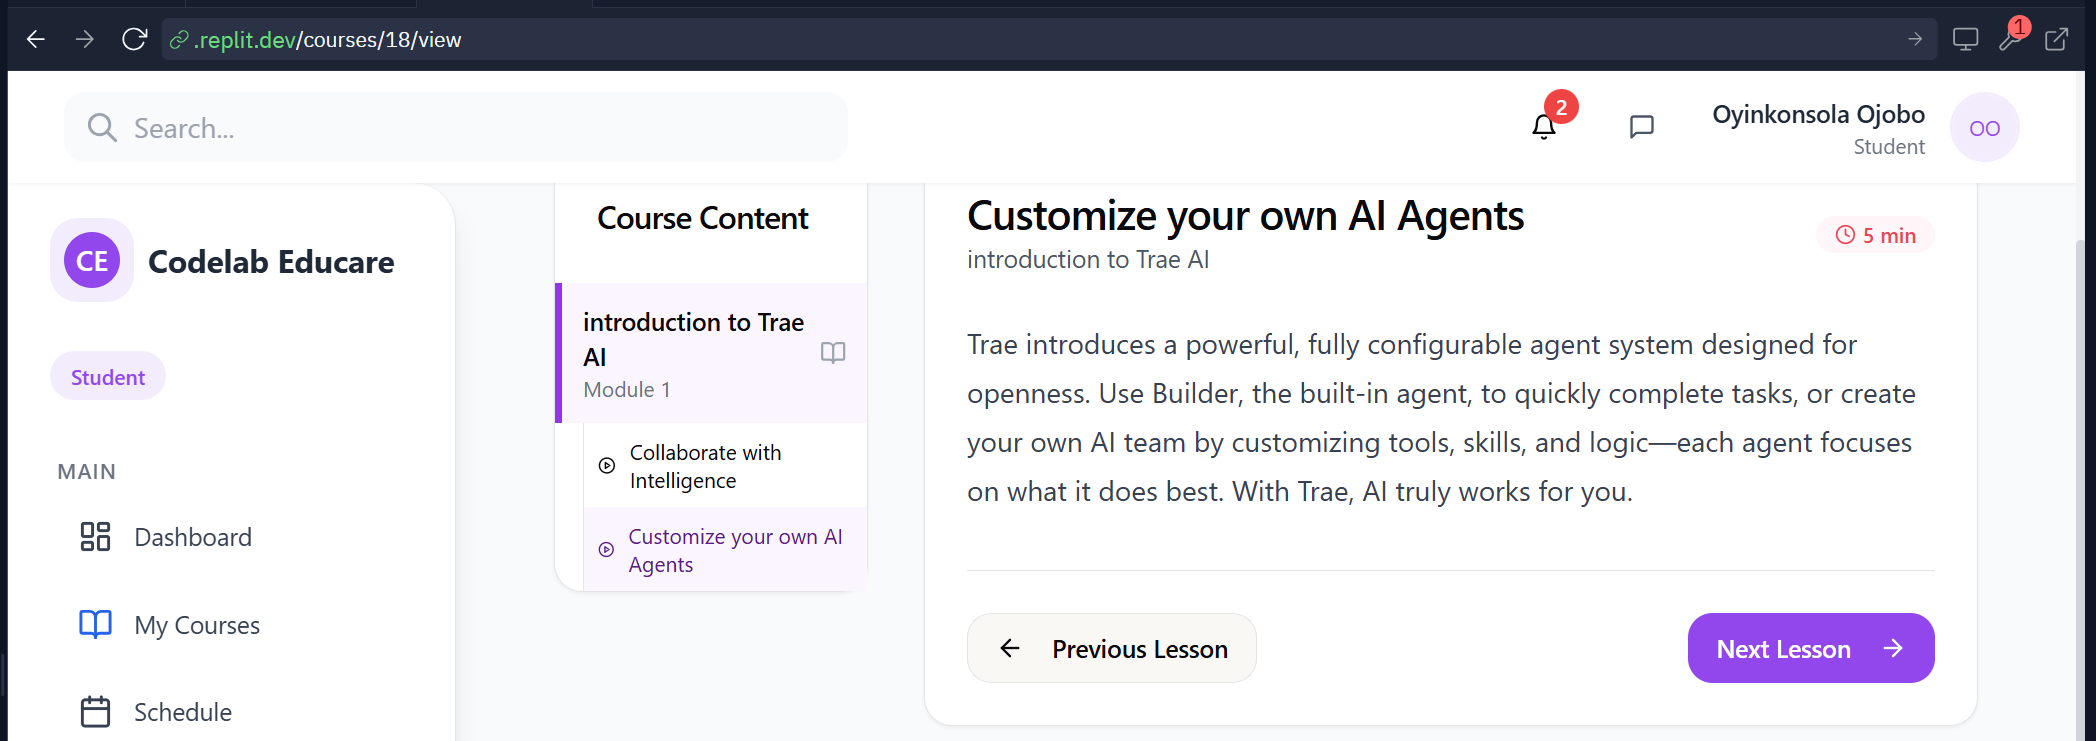 .replit.dev/courses/18/view
1
Search...
2
Oyinkonsola Ojobo
Student
OO
CE
Codelab Educare
Student
MAIN
Dashboard
My Courses
Schedule
Course Content
introduction to Trae
AI
Module 1
Collaborate with
Intelligence
Customize your own AI
Agents
Customize your own AI Agents
introduction to Trae AI
5 min
Trae introduces a powerful, fully configurable agent system designed for
openness. Use Builder, the built-in agent, to quickly complete tasks, or create
your own AI team by customizing tools, skills, and logic—each agent focuses
on what it does best. With Trae, AI truly works for you.
Previous Lesson
Next Lesson